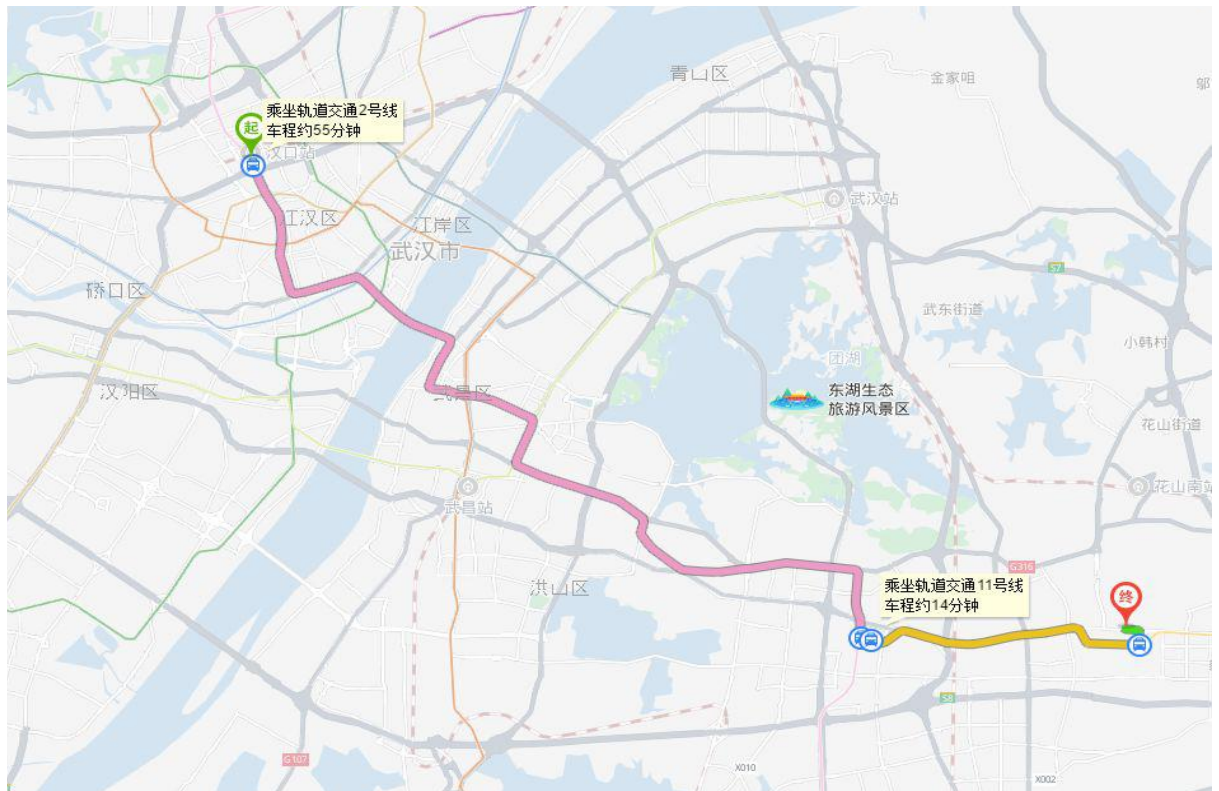 青山区
金家咀
邬
乘坐轨道交通2号线
车程约55分钟
起
汉口站
江汉区
江岸区
武汉站
武汉市
S7
硚口区
武东街道
小韩村
团湖
汉阳区
武昌区
东湖生态
旅游风景区
花山街道
武昌站
花山南站
G316
洪山区
乘坐轨道交通11号线
车程约14分钟
终
S8
G107
X010
X002